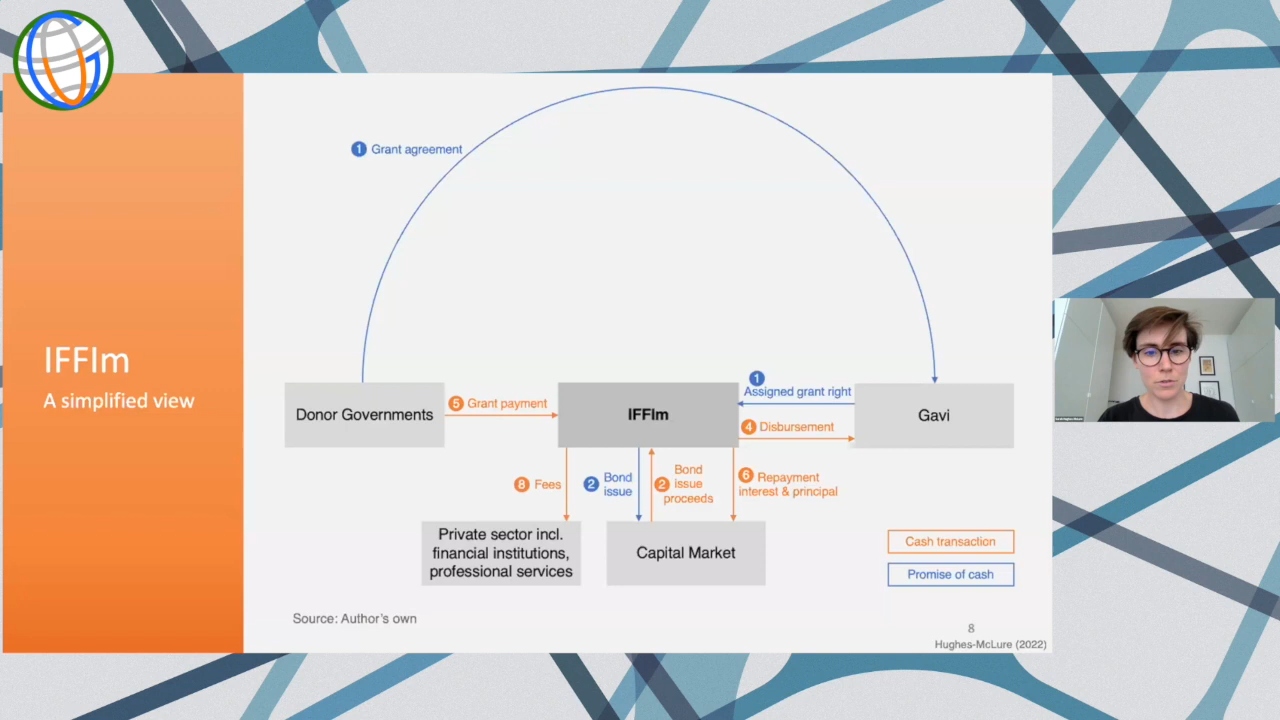 1 Grant agreement
IFFIm
A simplified view
Donor Governments
5 Grant payment
IFFIm
1
Assigned grant right
4 Disbursement
Gavi
8 Fees
2 Bond
issue
2 Bond
issue
proceeds
6 Repayment
interest & principal
Private sector incl.
financial institutions,
professional services
Capital Market
Cash transaction
Promise of cash
Source: Author's own
8
Hughes-McLure (2022)